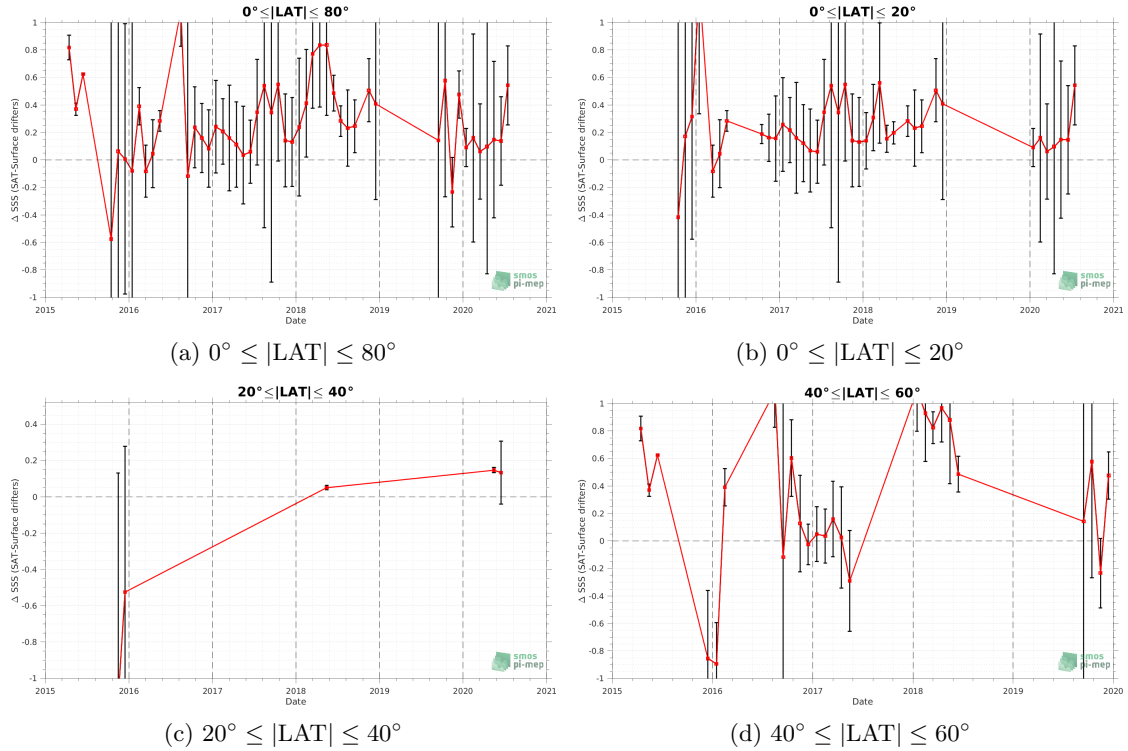 0°≤|LAT|≤ 80°
Δ SSS (SAT-Surface drifters)
1
0.8
0.6
0.4
0.2
0
-0.2
-0.4
-0.6
-0.8
-1
2015 2016 2017 2018 2019 2020 2021
Date
smos
pi-mep
(a) 0° ≤ |LAT| ≤ 80°
0°≤|LAT|≤ 20°
Δ SSS (SAT-Surface drifters)
1
0.8
0.6
0.4
0.2
0
-0.2
-0.4
-0.6
-0.8
-1
2015 2016 2017 2018 2019 2020 2021
Date
smos
pi-mep
(b) 0° ≤ |LAT| ≤ 20°
20°≤|LAT|≤ 40°
Δ SSS (SAT-Surface drifters)
0.4
0.2
0
-0.2
-0.4
-0.6
-0.8
-1
2015 2016 2017 2018 2019 2020 2021
Date
smos
pi-mep
(c) 20° ≤ |LAT| ≤ 40°
40°≤|LAT|≤ 60°
Δ SSS (SAT-Surface drifters)
1
0.8
0.6
0.4
0.2
0
-0.2
-0.4
-0.6
-0.8
-1
2015 2016 2017 2018 2019 2020
Date
smos
pi-mep
(d) 40° ≤ |LAT| ≤ 60°